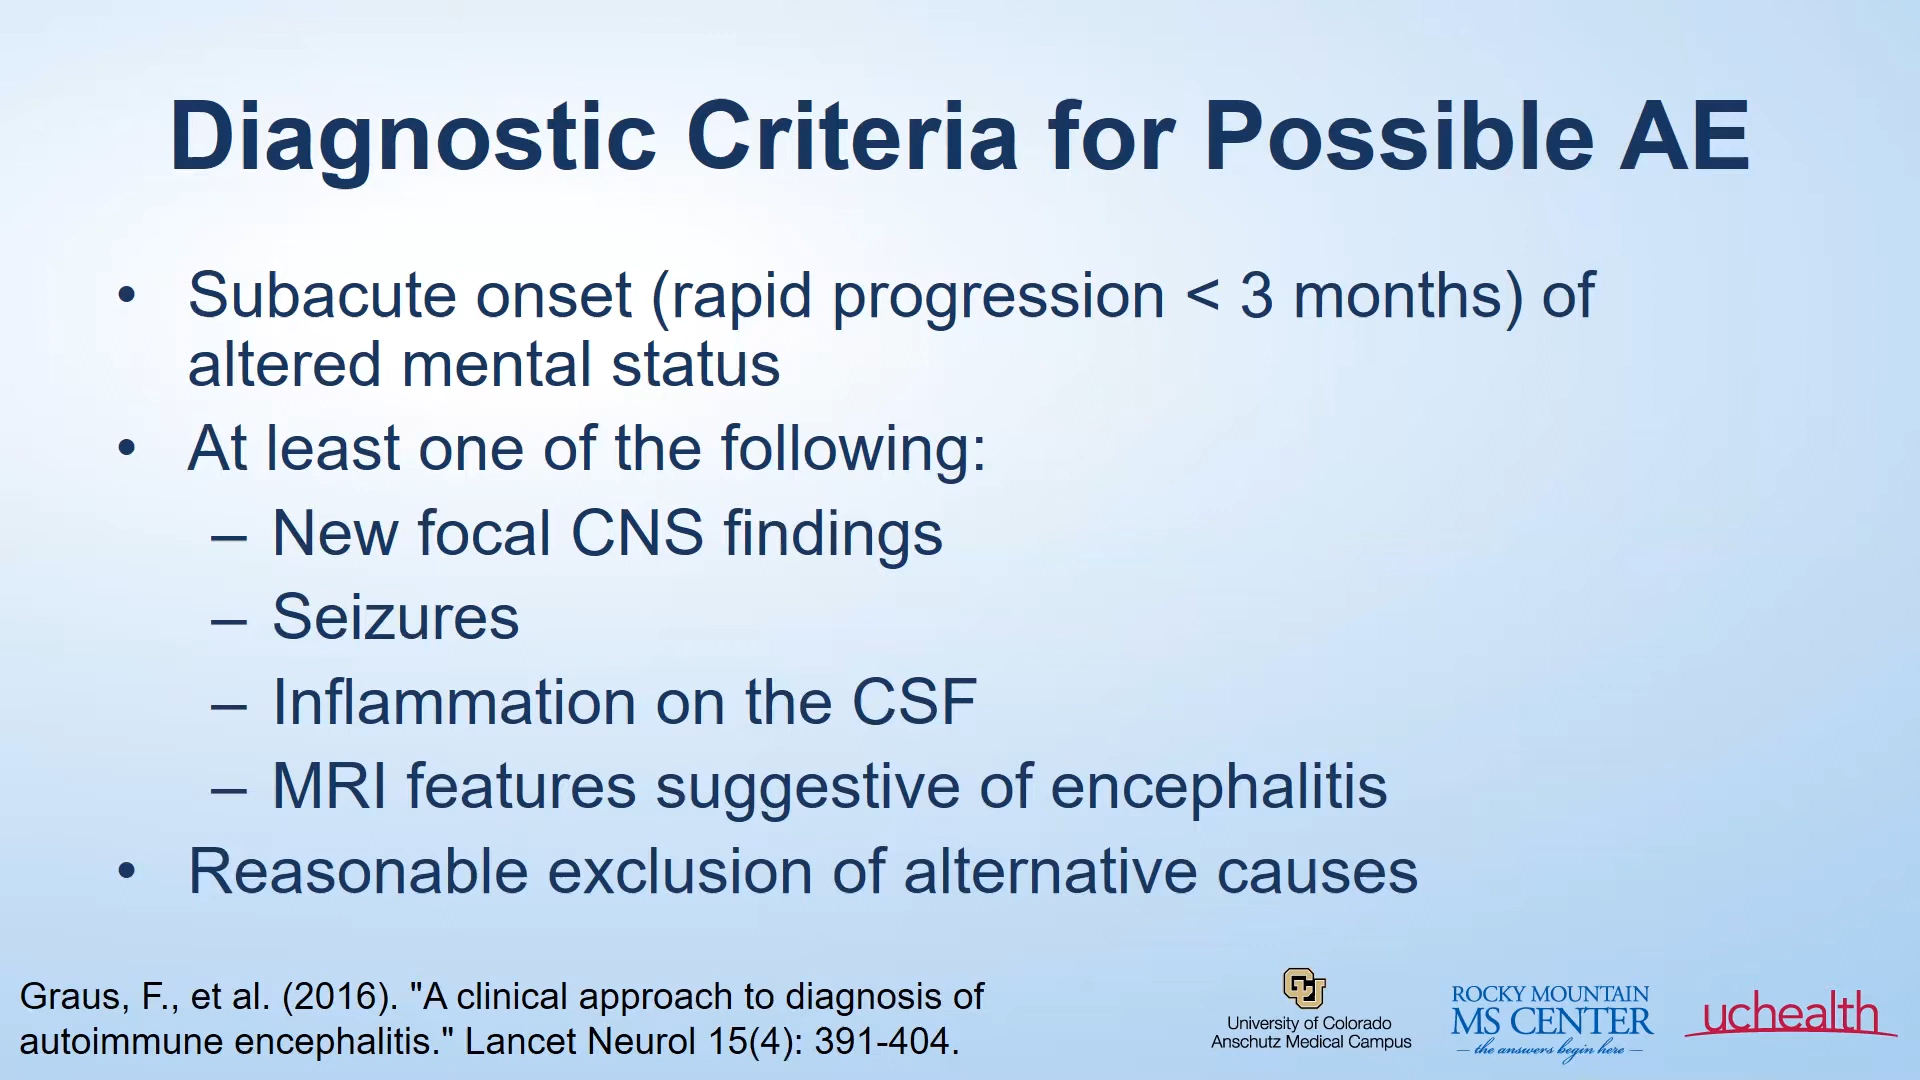 Diagnostic Criteria for Possible AE
• Subacute onset (rapid progression < 3 months) of
altered mental status
• At least one of the following:
– New focal CNS findings
– Seizures
– Inflammation on the CSF
– MRI features suggestive of encephalitis
• Reasonable exclusion of alternative causes
Graus, F., et al. (2016). "A clinical approach to diagnosis of
autoimmune encephalitis." Lancet Neurol 15(4): 391-404.
CU
University of Colorado
Anschutz Medical Campus
ROCKY MOUNTAIN
MS CENTER
— the answers begin here —
uchealth